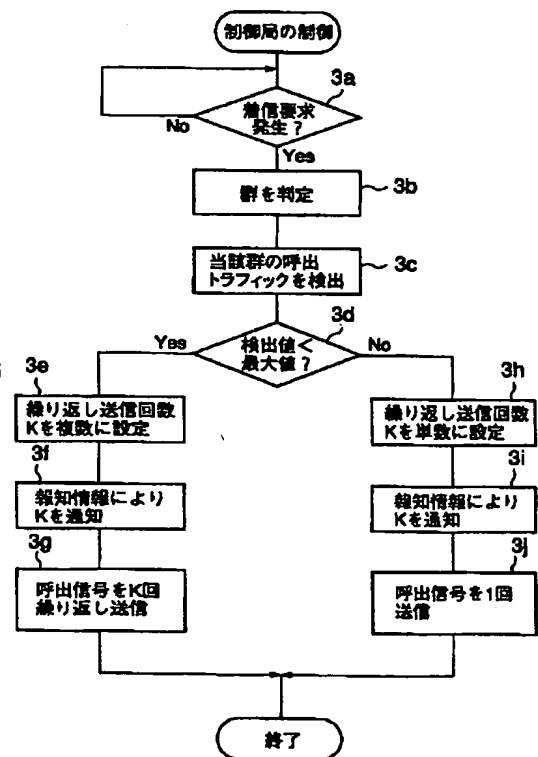 制御局の制御
3a
着信要求
発生？
No
Yes
群を判定
3b
当該群の呼出
トラフィックを検出
3c
3d
検出値<
最大値？
Yes
No
3e
繰り返し送信回数
Kを複数に設定
3h
繰り返し送信回数
Kを単数に設定
3f
報知情報により
Kを通知
3i
報知情報により
Kを通知
3g
呼出信号をK回
繰り返し送信
3j
呼出信号を1回
送信
終了